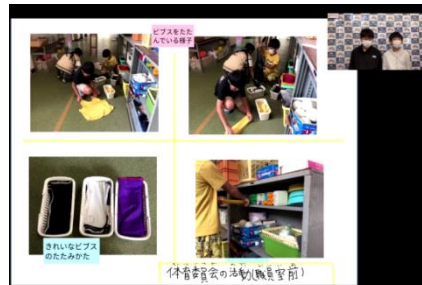 ビブスをたた
んでいる様子
きれいなビブス
のたたみかた
体育委員会の活動(職員室前)